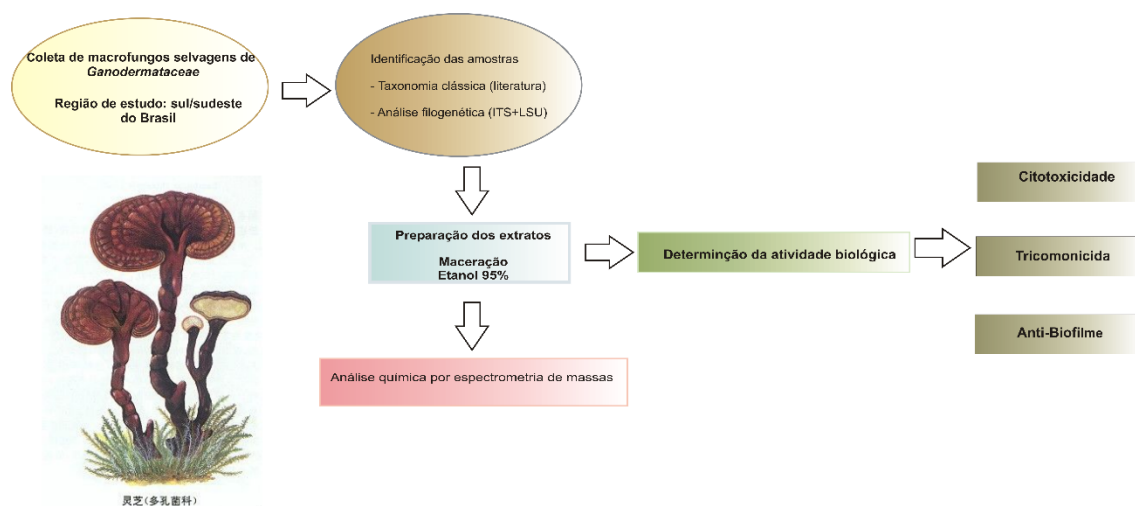 Coleta de macrofungos selvagens de
Ganodermataceae
Região de estudo: sul/sudeste
do Brasil
Identificação das amostras
- Taxonomia clássica (literatura)
- Análise filogenética (ITS+LSU)
Preparação dos extratos
Maceração
Etanol 95%
Determinção da atividade biológica
Citotoxicidade
Tricomonicida
Anti-Biofilme
Análise química por espectrometria de massas
灵芝(多孔菌科)